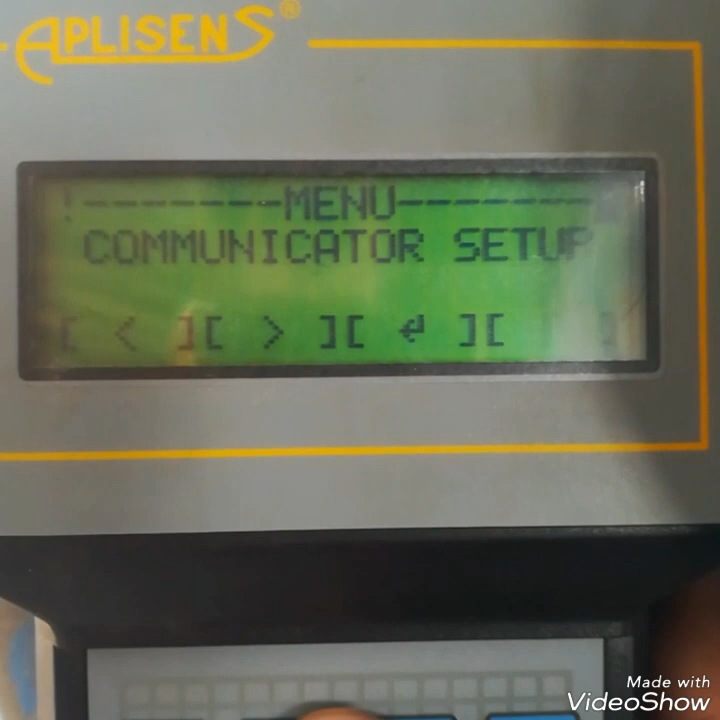 APLISENS®
!--------MENU--------■
COMMUNICATOR SETUP
[ < ][ > ][ ↵ ][   ]
Made with
VideoShow